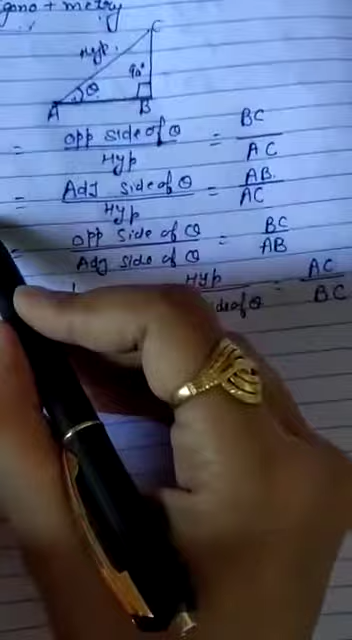 gono + metry
C
Hyp.
90°
θ
A B
= opp side of θ / Hyp = BC / AC
= Adj side of θ / Hyp = AB. / AC
= opp side of θ / Adj side of θ = BC / AB
Hyp / side of θ = AC / BC